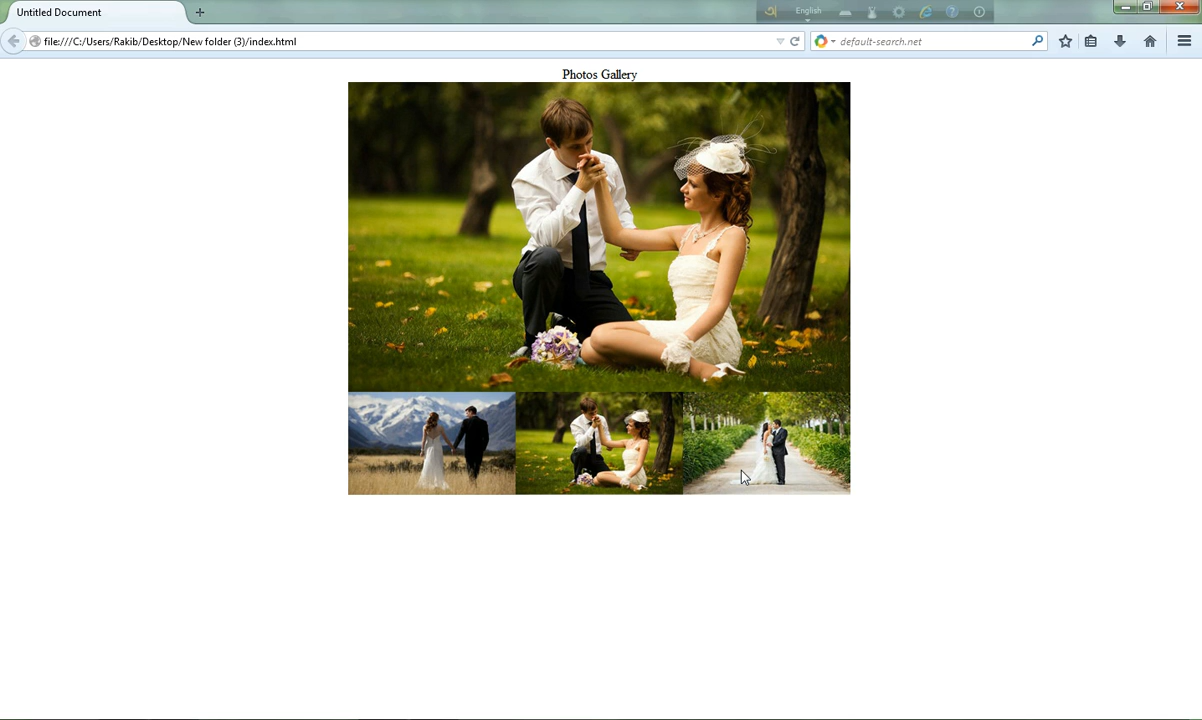 Untitled Document
English
file:///C:/Users/Rakib/Desktop/New folder (3)/index.html
default-search.net
Photos Gallery